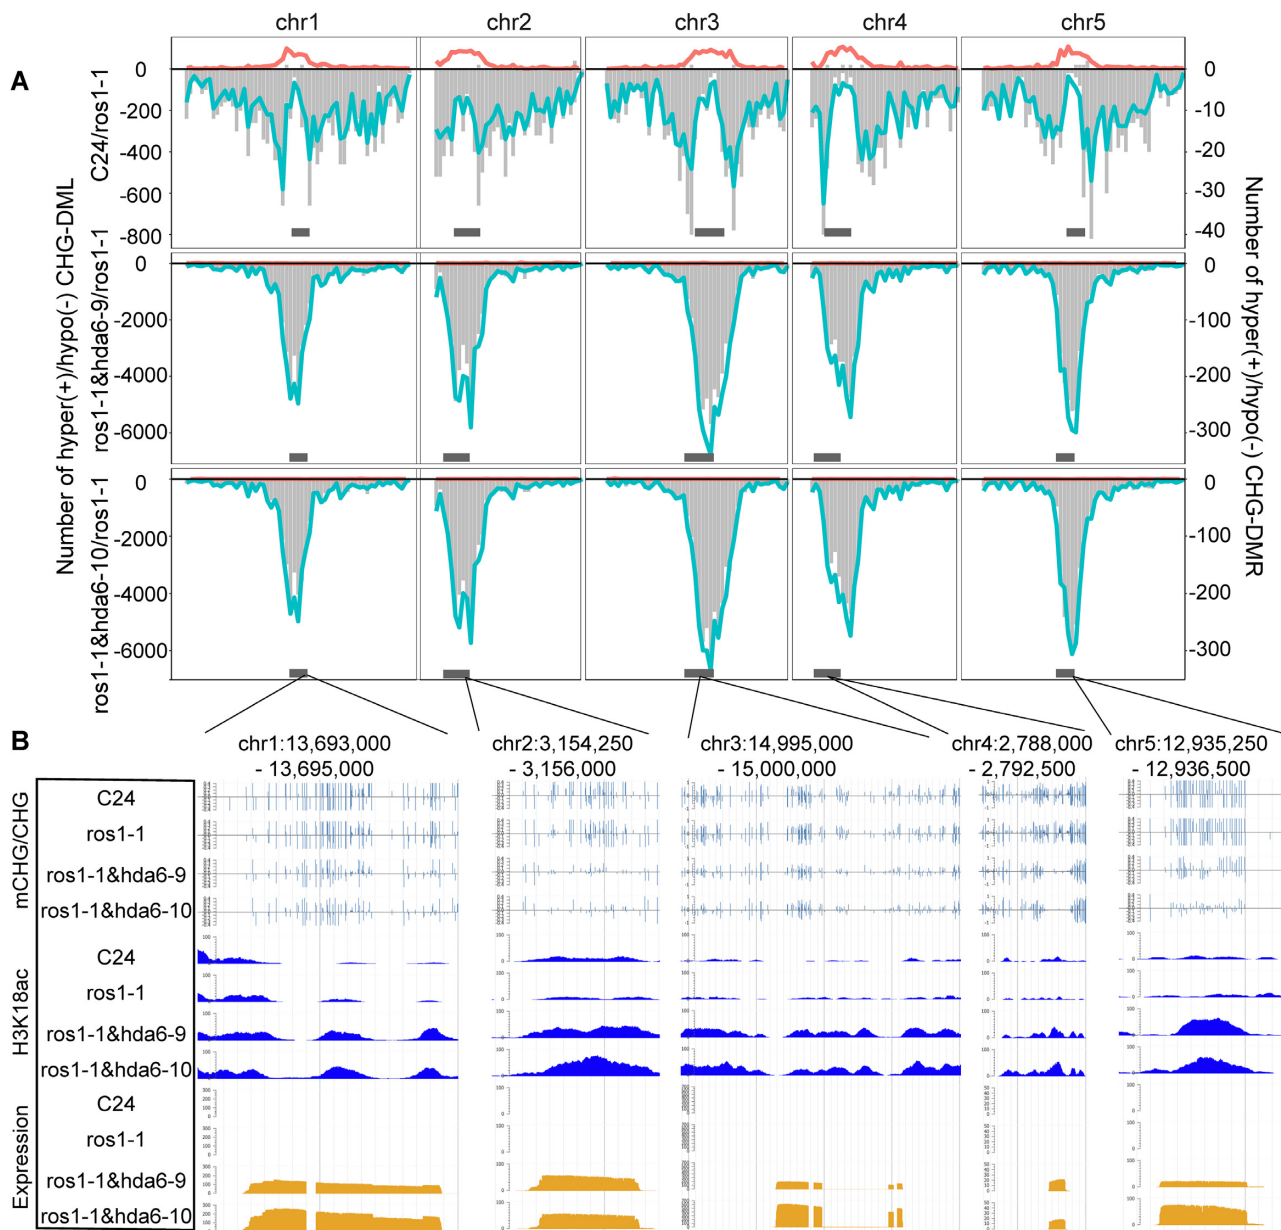 chr1 chr2 chr3 chr4 chr5
A
Number of hyper(+)/hypo(-) CHG-DML
C24/ros1-1
0
-200
-400
-600
-800
0
-10
-20
-30
-40
ros1-1&hda6-9/ros1-1
0
-2000
-4000
-6000
0
-100
-200
-300
ros1-1&hda6-10/ros1-1
0
-2000
-4000
-6000
0
-100
-200
-300
Number of hyper(+)/hypo(-) CHG-DMR
B
chr1:13,693,000
- 13,695,000
chr2:3,154,250
- 3,156,000
chr3:14,995,000
- 15,000,000
chr4:2,788,000
- 2,792,500
chr5:12,935,250
- 12,936,500
mCHG/CHG
C24
ros1-1
ros1-1&hda6-9
ros1-1&hda6-10
H3K18ac
C24
ros1-1
ros1-1&hda6-9
ros1-1&hda6-10
Expression
C24
ros1-1
ros1-1&hda6-9
ros1-1&hda6-10